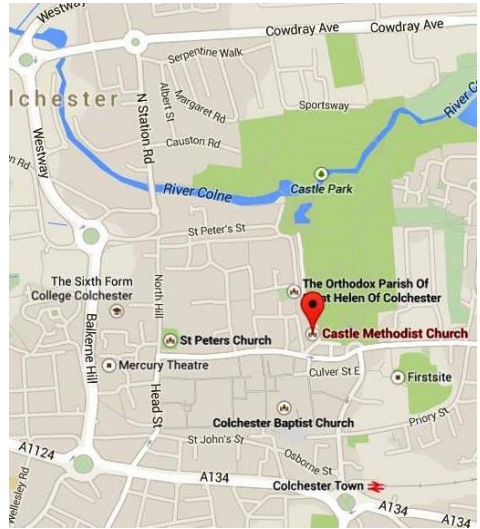 Westway
Cowdray Ave
Cowdray Ave
Serpentine Walk
lchester
N Station Rd
Albert St
Margaret Rd
Sportsway
River
Westway
Causton Rd
River Colne
Castle Park
St Peter's St
The Orthodox Parish Of
nt Helen Of Colchester
The Sixth Form
College Colchester
North Hill
Castle Methodist Church
St Peters Church
Balkerne Hill
Mercury Theatre
Culver St E
Firstsite
Head St
Colchester Baptist Church
Priory St
St John's St
Osborne St
A1124
A134
Colchester Town
A134
Wellesley Rd